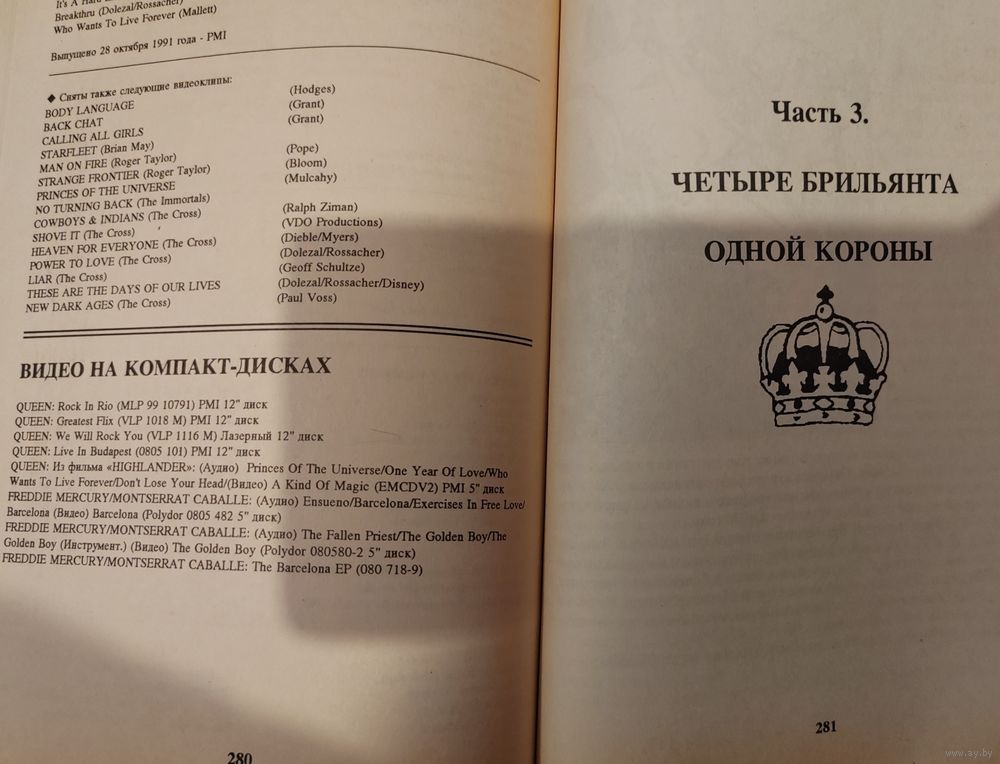 It's A Hard
Breakthru (Dolezal/Rossacher)
Who Wants To Live Forever (Mallett)
Выпущено 28 октября 1991 года - PMI
◆ Сняты также следующие видеоклипы:
BODY LANGUAGE (Hodges)
BACK CHAT (Grant)
CALLING ALL GIRLS (Grant)
STARFLEET (Brian May)
MAN ON FIRE (Roger Taylor) (Pope)
STRANGE FRONTIER (Roger Taylor) (Bloom)
PRINCES OF THE UNIVERSE (Mulcahy)
NO TURNING BACK (The Immortals)
COWBOYS & INDIANS (The Cross) (Ralph Ziman)
SHOVE IT (The Cross) (VDO Productions)
HEAVEN FOR EVERYONE (The Cross) (Dieble/Myers)
POWER TO LOVE (The Cross) (Dolezal/Rossacher)
LIAR (The Cross) (Geoff Schultze)
THESE ARE THE DAYS OF OUR LIVES (Dolezal/Rossacher/Disney)
NEW DARK AGES (The Cross) (Paul Voss)
ВИДЕО НА КОМПАКТ-ДИСКАХ
QUEEN: Rock In Rio (MLP 99 10791) PMI 12" диск
QUEEN: Greatest Flix (VLP 1018 M) PMI 12" диск
QUEEN: We Will Rock You (VLP 1116 M) Лазерный 12" диск
QUEEN: Live In Budapest (0805 101) PMI 12" диск
QUEEN: Из фильма «HIGHLANDER»: (Аудио) Princes Of The Universe/One Year Of Love/Who
Wants To Live Forever/Don't Lose Your Head/(Видео) A Kind Of Magic (EMCDV2) PMI 5" диск
FREDDIE MERCURY/MONTSERRAT CABALLE: (Аудио) Ensueno/Barcelona/Exercises In Free Love/
Barcelona (Видео) Barcelona (Polydor 0805 482 5" диск)
FREDDIE MERCURY/MONTSERRAT CABALLE: (Аудио) The Fallen Priest/The Golden Boy/The
Golden Boy (Инструмент.) (Видео) The Golden Boy (Polydor 080580-2 5" диск)
FREDDIE MERCURY/MONTSERRAT CABALLE: The Barcelona EP (080 718-9)
280
Часть 3.
ЧЕТЫРЕ БРИЛЬЯНТА
ОДНОЙ КОРОНЫ
281
www.ay.by